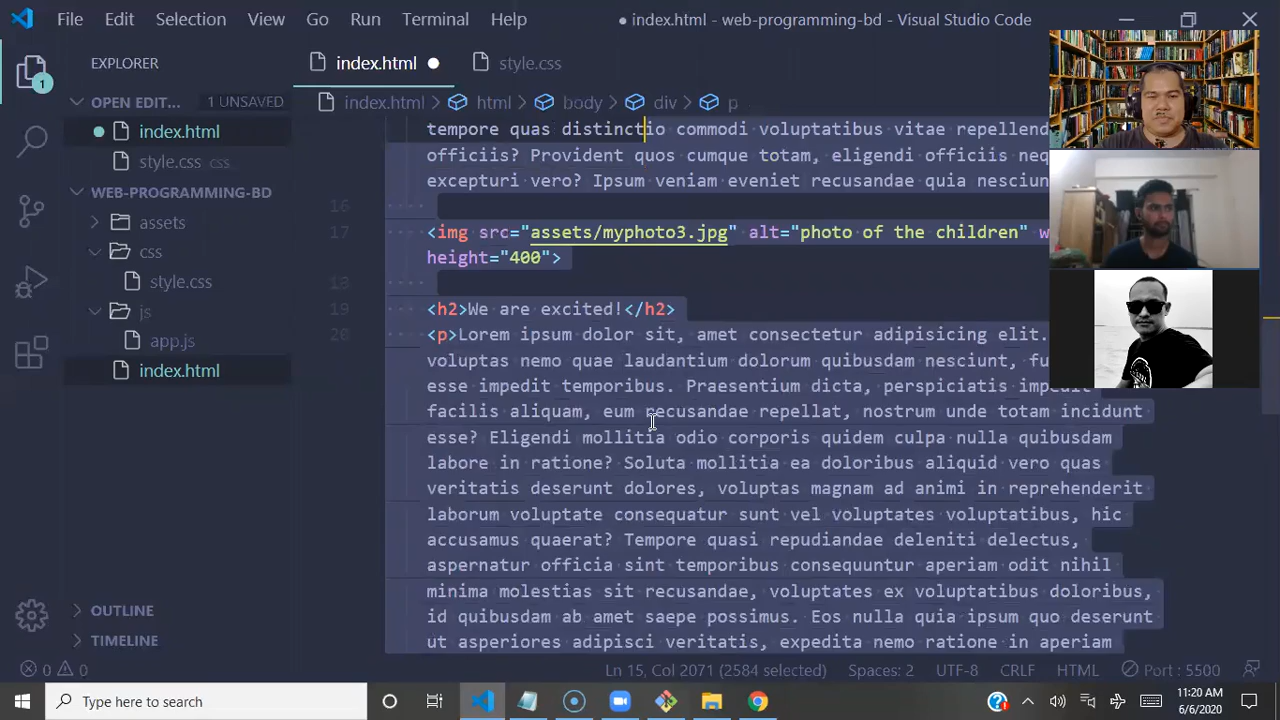 File Edit Selection View Go Run Terminal Help ● index.html - web-programming-bd - Visual Studio Code
EXPLORER
index.html ●
style.css
OPEN EDIT... 1 UNSAVED
index.html > html > body > div > p
1
● index.html
style.css css
WEB-PROGRAMMING-BD
assets
css
style.css
js
app.js
index.html
OUTLINE
TIMELINE
tempore quas distinctio commodi voluptatibus vitae repellend
officiis? Provident quos cumque totam, eligendi officiis neq
excepturi vero? Ipsum veniam eveniet recusandae quia nesciun
16
17 <img src="assets/myphoto3.jpg" alt="photo of the children" w
height="400">
18
19 <h2>We are excited!</h2>
20 <p>Lorem ipsum dolor sit, amet consectetur adipisicing elit.
voluptas nemo quae laudantium dolorum quibusdam nesciunt, fu
esse impedit temporibus. Praesentium dicta, perspiciatis impedit
facilis aliquam, eum recusandae repellat, nostrum unde totam incidunt
esse? Eligendi mollitia odio corporis quidem culpa nulla quibusdam
labore in ratione? Soluta mollitia ea doloribus aliquid vero quas
veritatis deserunt dolores, voluptas magnam ad animi in reprehenderit
laborum voluptate consequatur sunt vel voluptates voluptatibus, hic
accusamus quaerat? Tempore quasi repudiandae deleniti delectus,
aspernatur officia sint temporibus consequuntur aperiam odit nihil
minima molestias sit recusandae, voluptates ex voluptatibus doloribus,
id quibusdam ab amet saepe possimus. Eos nulla quia ipsum quo deserunt
ut asperiores adipisci veritatis, expedita nemo ratione in aperiam
0 0 Ln 15, Col 2071 (2584 selected) Spaces: 2 UTF-8 CRLF HTML Port : 5500
Type here to search
11:20 AM
6/6/2020